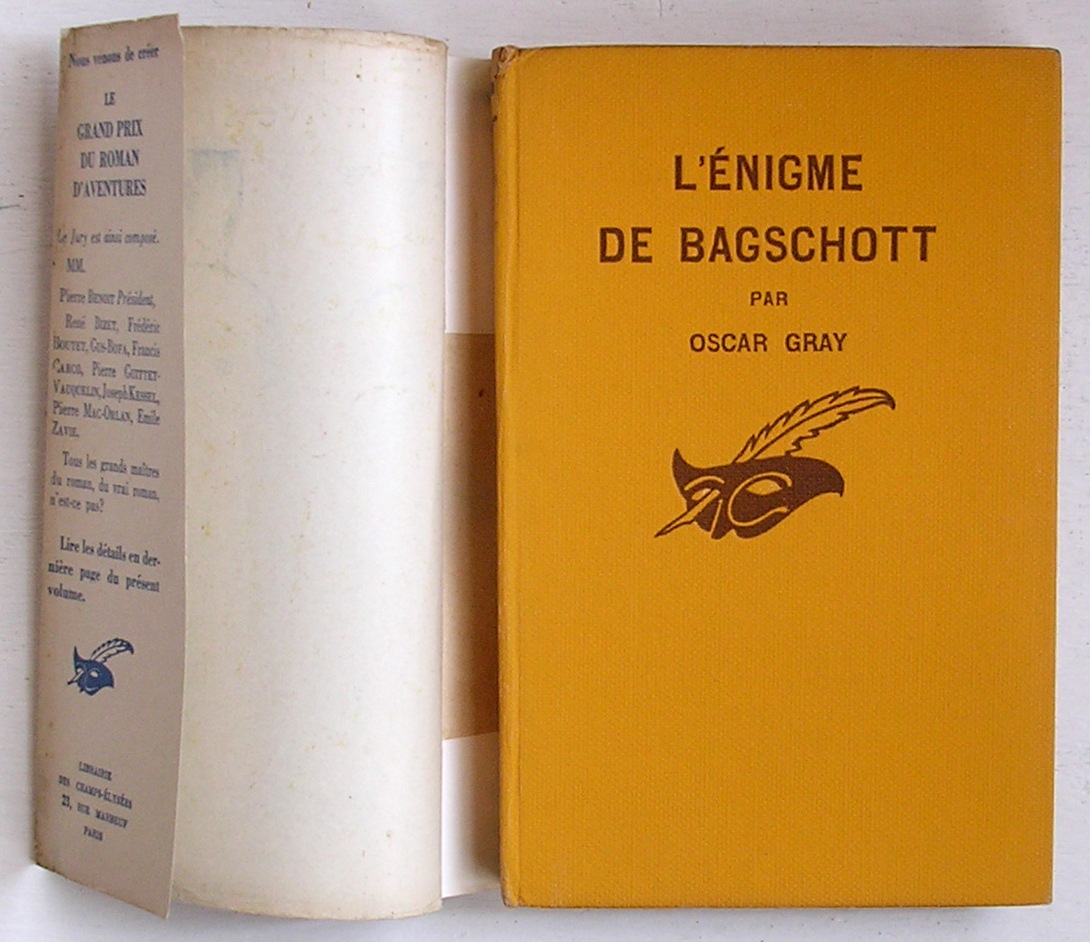 Nous venons de créer
LE
GRAND PRIX
DU ROMAN
D'AVENTURES
Le Jury est ainsi composé.
MM.
Pierre BENOIT Président,
René BIZET, Frédéric
BOUTET, GUS-BOFA, Francis
CARCO, Pierre GUITET-
VAUQUELIN, Joseph KESSEL,
Pierre MAC-ORLAN, Emile
ZAVIE.
Tous les grands maîtres
du roman, du vrai roman,
n'est-ce pas?
Lire les détails en der-
nière page du présent
volume.
LIBRAIRIE
DES CHAMPS-ÉLYSÉES
23, RUE MARBEUF
PARIS
L'ÉNIGME
DE BAGSCHOTT
PAR
OSCAR GRAY